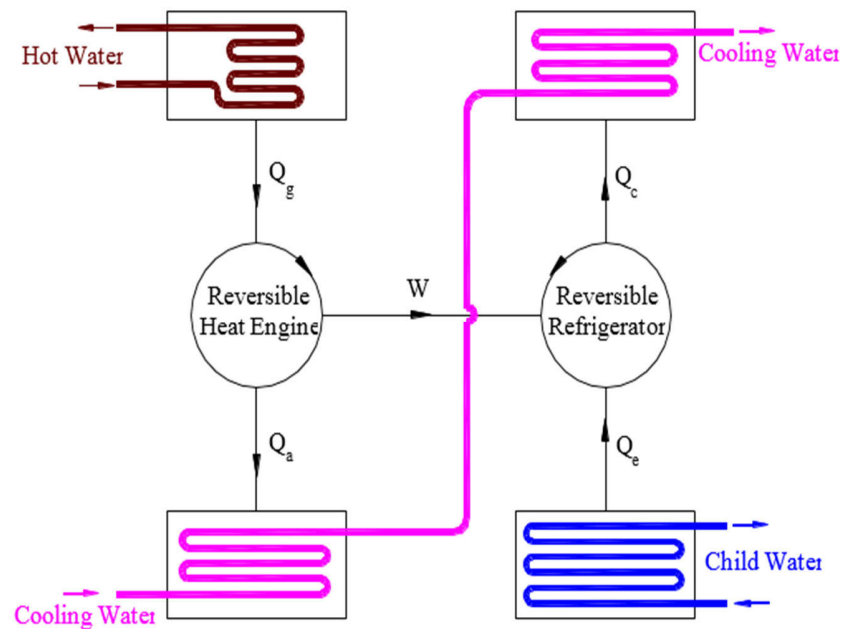 Hot Water
Cooling Water
Qg
Qc
W
Reversible
Heat Engine
Reversible
Refrigerator
Qa
Qe
Child Water
Cooling Water